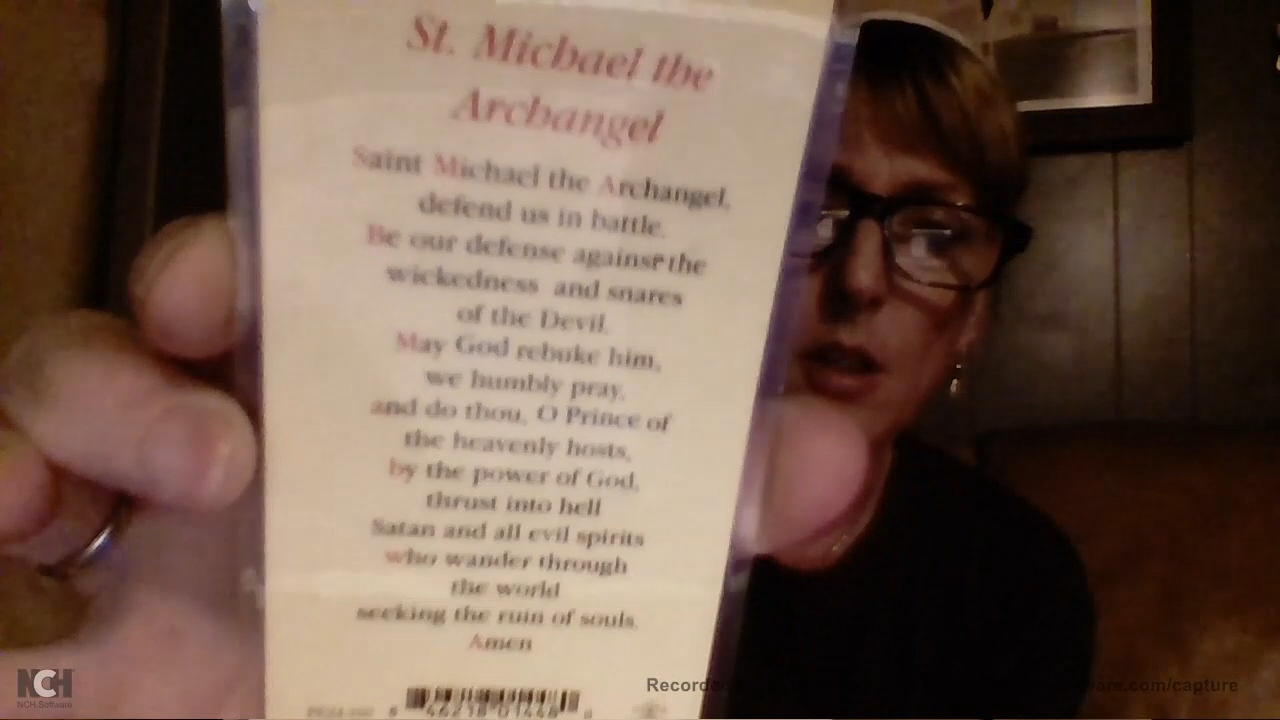 St. Michael the
Archangel
Saint Michael the Archangel,
defend us in battle.
Be our defense against the
wickedness and snares
of the Devil.
May God rebuke him,
we humbly pray,
and do thou, O Prince of
the heavenly hosts,
by the power of God,
thrust into hell
Satan and all evil spirits
who wander through
the world
seeking the ruin of souls.
Amen
NCH
NCH Software
Recorded
ware.com/capture